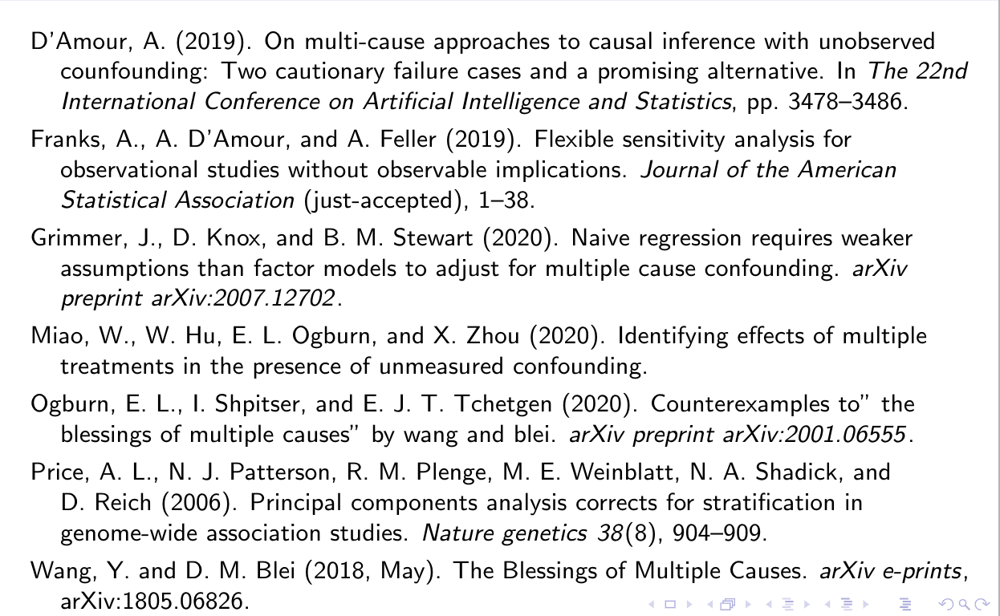 D'Amour, A. (2019). On multi-cause approaches to causal inference with unobserved
counfounding: Two cautionary failure cases and a promising alternative. In The 22nd
International Conference on Artificial Intelligence and Statistics, pp. 3478–3486.
Franks, A., A. D'Amour, and A. Feller (2019). Flexible sensitivity analysis for
observational studies without observable implications. Journal of the American
Statistical Association (just-accepted), 1–38.
Grimmer, J., D. Knox, and B. M. Stewart (2020). Naive regression requires weaker
assumptions than factor models to adjust for multiple cause confounding. arXiv
preprint arXiv:2007.12702.
Miao, W., W. Hu, E. L. Ogburn, and X. Zhou (2020). Identifying effects of multiple
treatments in the presence of unmeasured confounding.
Ogburn, E. L., I. Shpitser, and E. J. T. Tchetgen (2020). Counterexamples to” the
blessings of multiple causes” by wang and blei. arXiv preprint arXiv:2001.06555.
Price, A. L., N. J. Patterson, R. M. Plenge, M. E. Weinblatt, N. A. Shadick, and
D. Reich (2006). Principal components analysis corrects for stratification in
genome-wide association studies. Nature genetics 38(8), 904–909.
Wang, Y. and D. M. Blei (2018, May). The Blessings of Multiple Causes. arXiv e-prints,
arXiv:1805.06826.